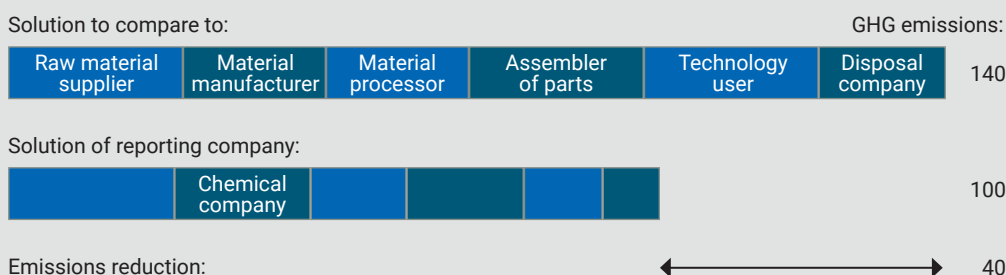 Solution to compare to: GHG emissions:
Raw material supplier Material manufacturer Material processor Assembler of parts Technology user Disposal company 140
Solution of reporting company:
Chemical company 100
Emissions reduction: 40